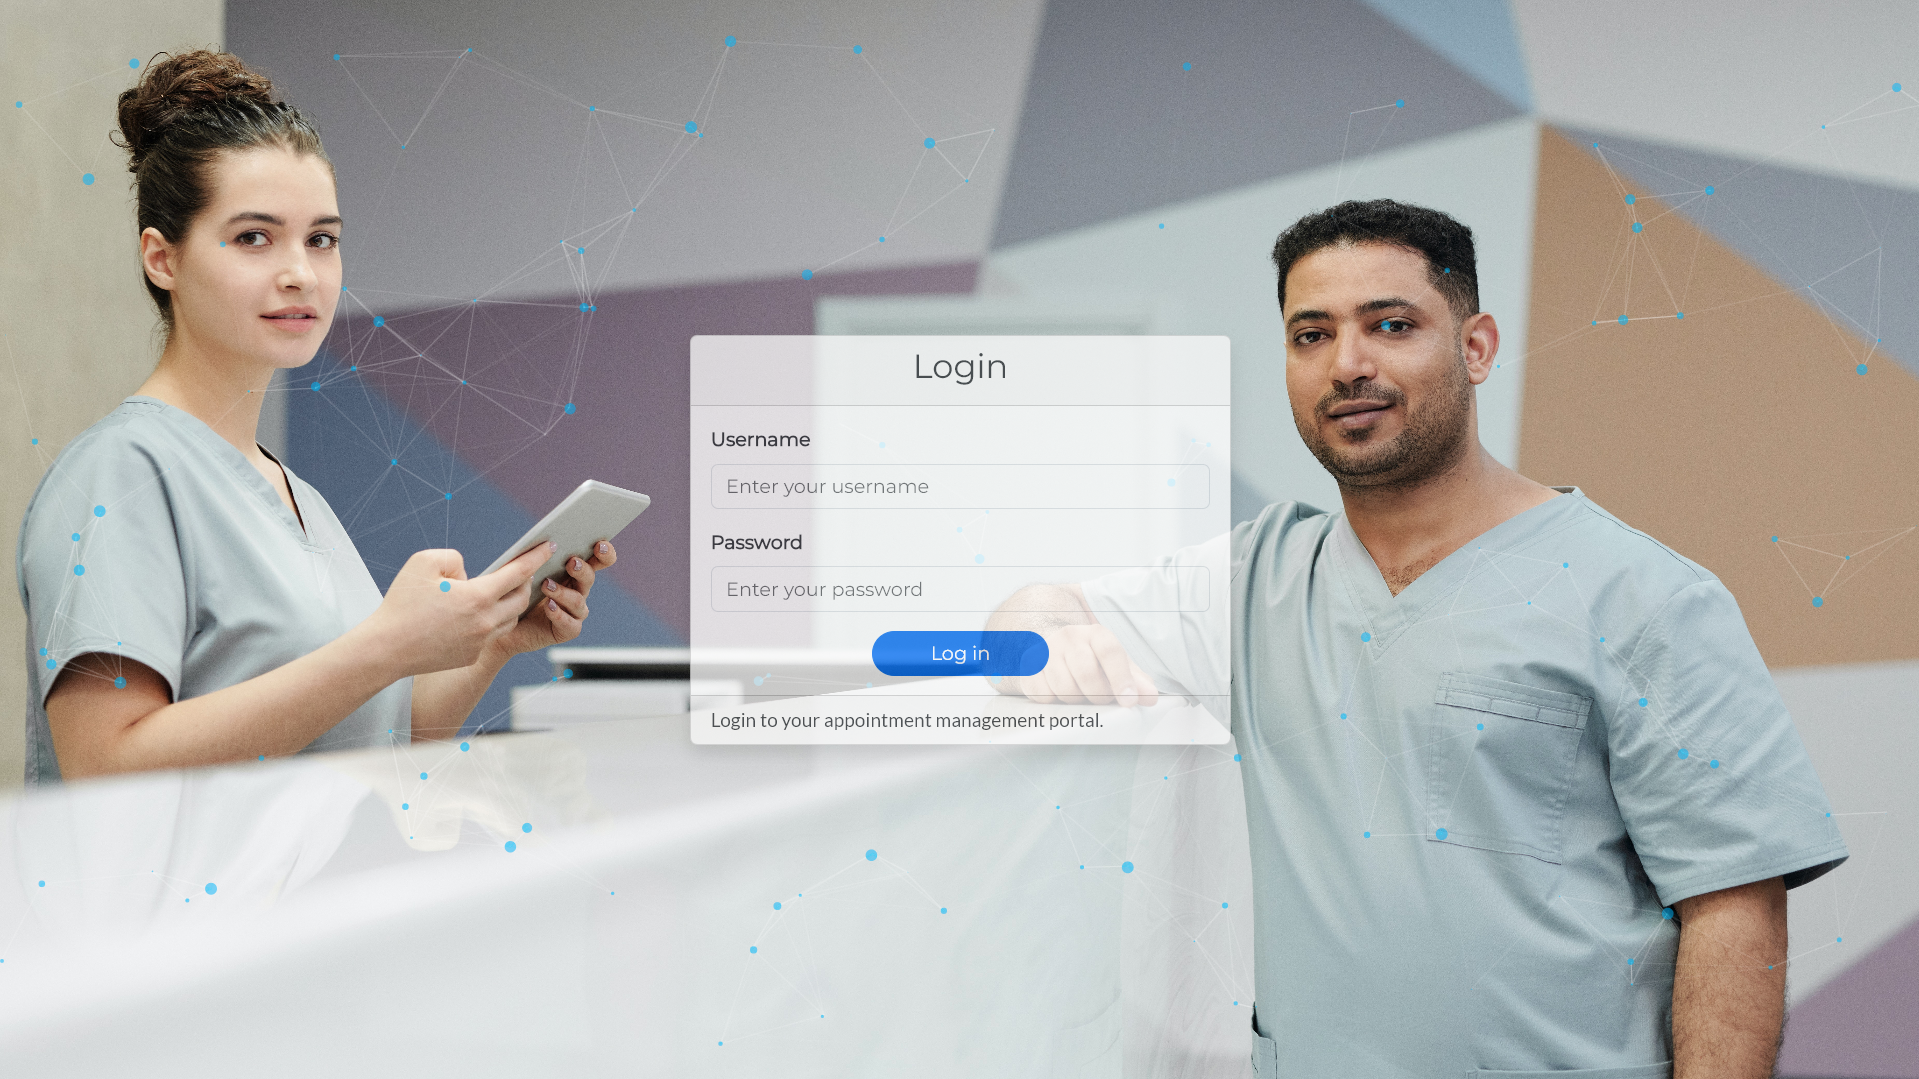 Login
Username
Enter your username
Password
Enter your password
Log in
Login to your appointment management portal.